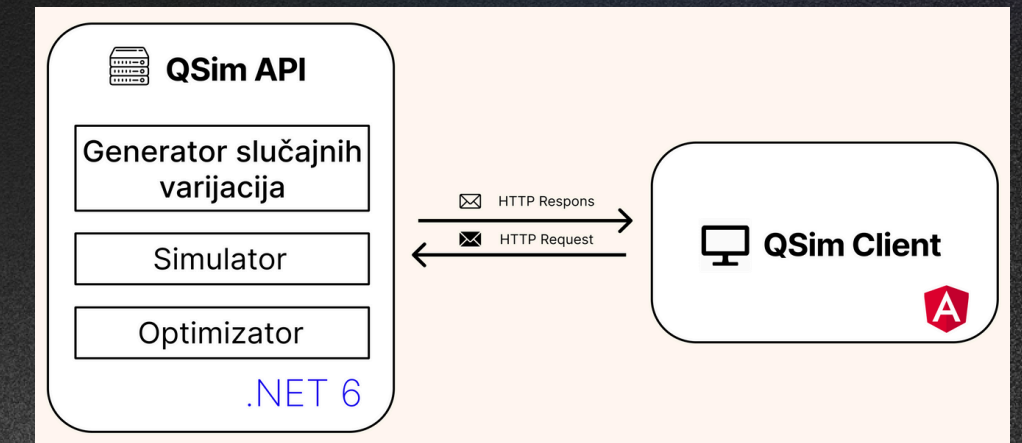 QSim API
Generator slučajnih
varijacija
Simulator
Optimizator
.NET 6
HTTP Respons
HTTP Request
QSim Client
A